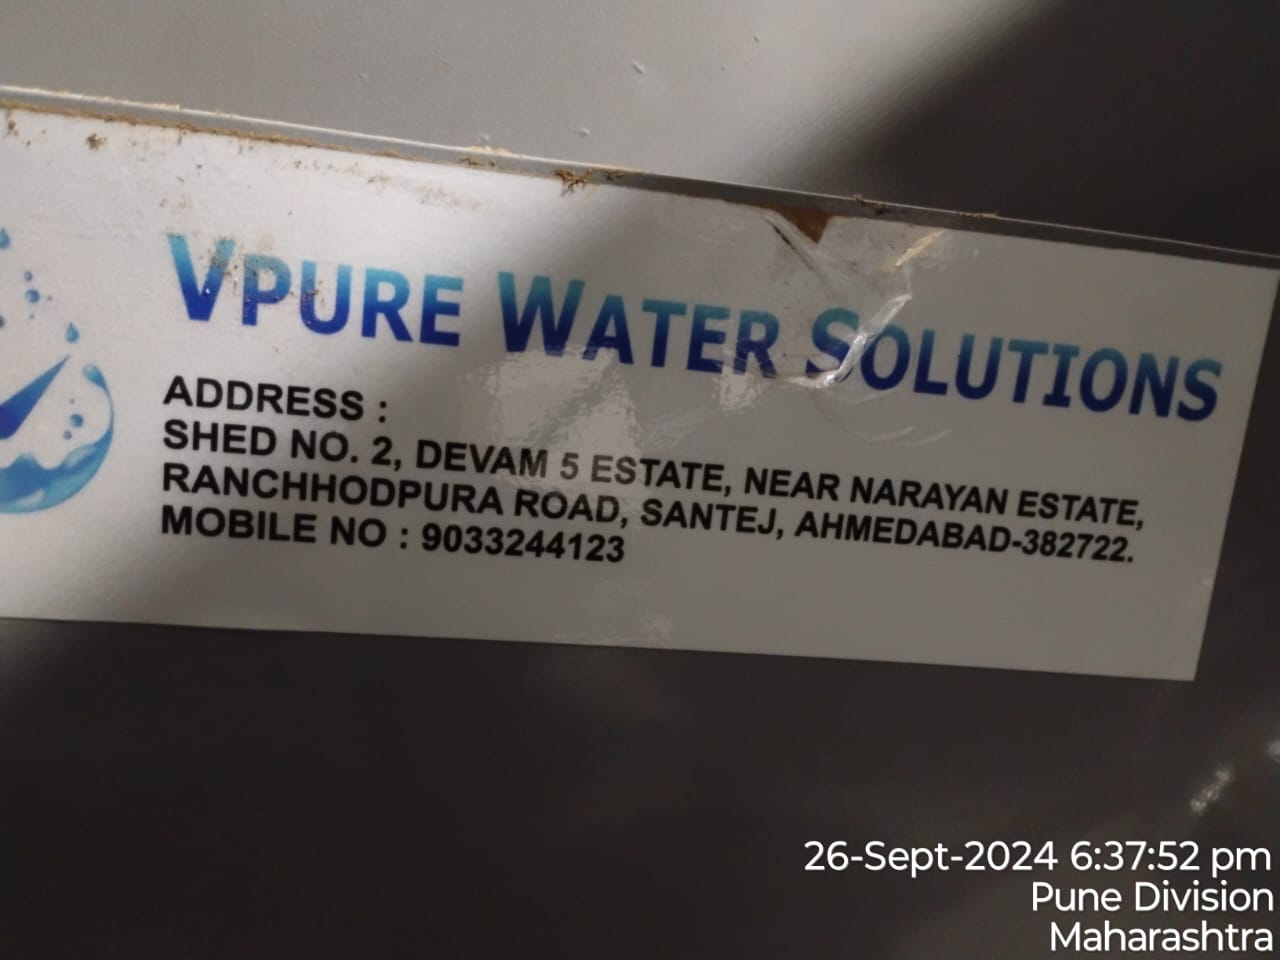 VPURE WATER SOLUTIONS
ADDRESS :
SHED NO. 2, DEVAM 5 ESTATE, NEAR NARAYAN ESTATE,
RANCHHODPURA ROAD, SANTEJ, AHMEDABAD-382722.
MOBILE NO : 9033244123
26-Sept-2024 6:37:52 pm
Pune Division
Maharashtra